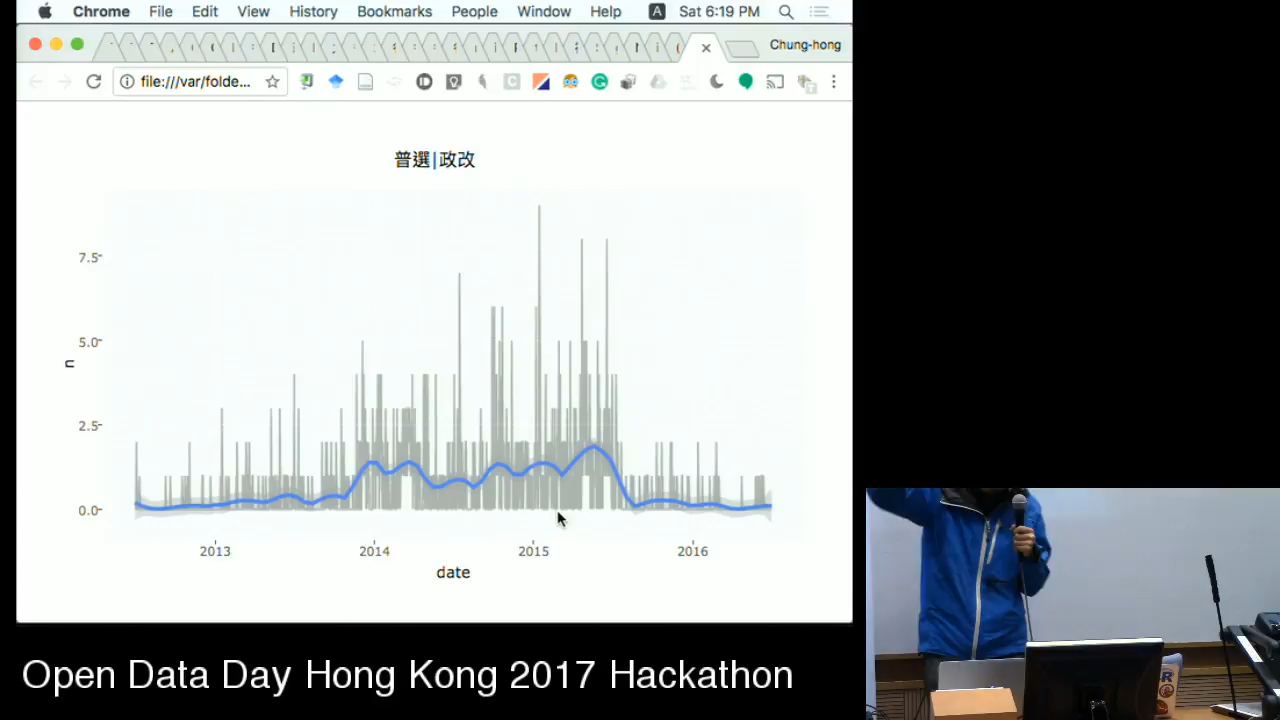 Chrome File Edit View History Bookmarks People Window Help A Sat 6:19 PM
Chung-hong
file:///var/folde...
普選|政改
7.5
5.0
n
2.5
0.0
2013 2014 2015 2016
date
Open Data Day Hong Kong 2017 Hackathon